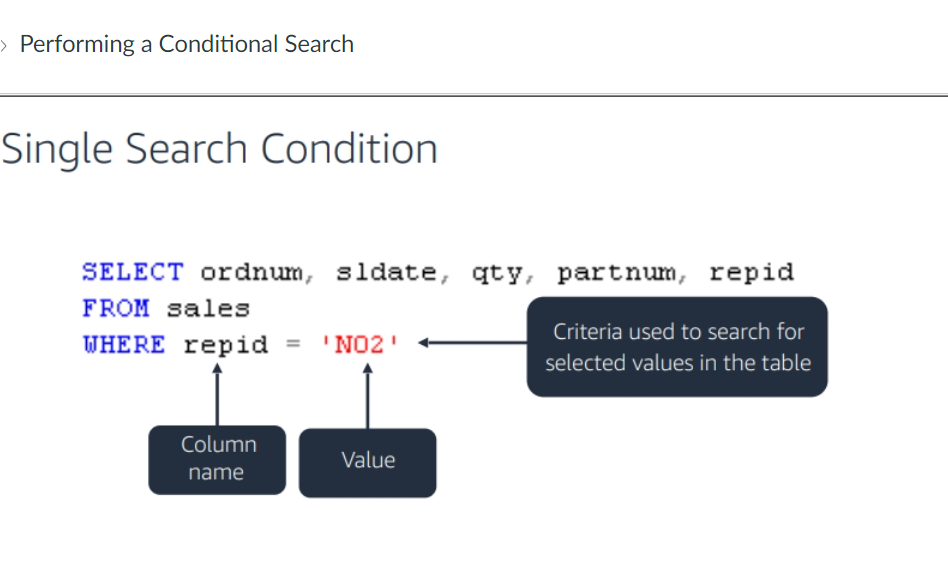 Performing a Conditional Search
Single Search Condition
SELECT ordnum, sldate, qty, partnum, repid
FROM sales
WHERE repid = 'NO2'
Criteria used to search for
selected values in the table
Column
name
Value